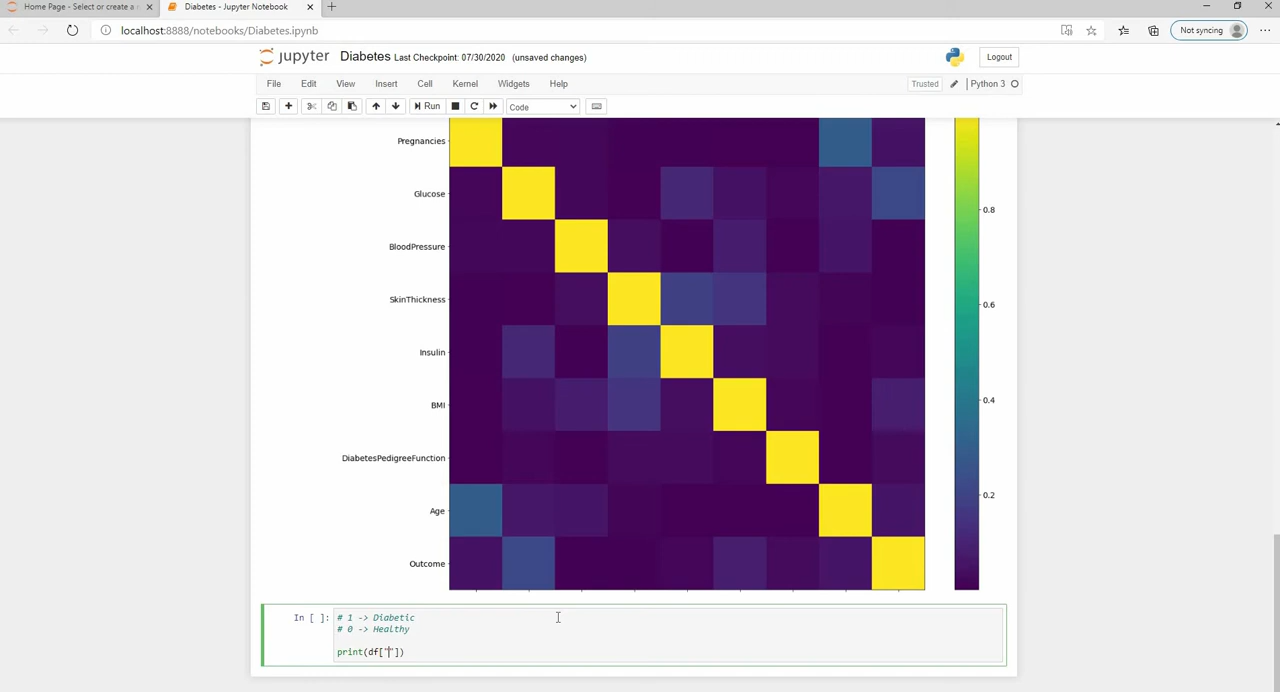 Home Page - Select or create a n
Diabetes - Jupyter Notebook
localhost:8888/notebooks/Diabetes.ipynb
Not syncing
jupyter Diabetes Last Checkpoint: 07/30/2020 (unsaved changes)
Logout
File Edit View Insert Cell Kernel Widgets Help
Trusted Python 3
Run Code
Pregnancies
Glucose
BloodPressure
SkinThickness
Insulin
BMI
DiabetesPedigreeFunction
Age
Outcome
0.8
0.6
0.4
0.2
In [ ]: # 1 -> Diabetic
# 0 -> Healthy
print(df[""])